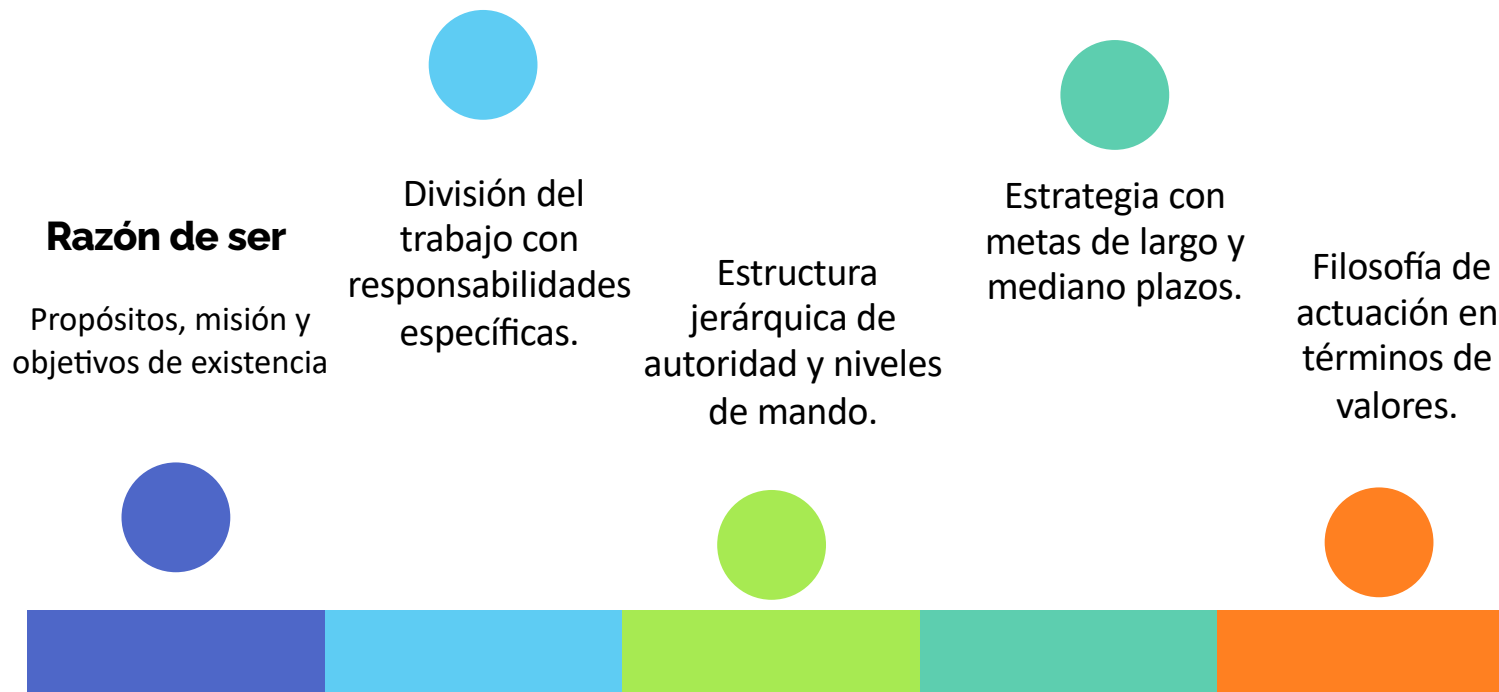 Razón de ser
Propósitos, misión y
objetivos de existencia
División del
trabajo con
responsabilidades
específicas.
Estructura
jerárquica de
autoridad y niveles
de mando.
Estrategia con
metas de largo y
mediano plazos.
Filosofía de
actuación en
términos de
valores.